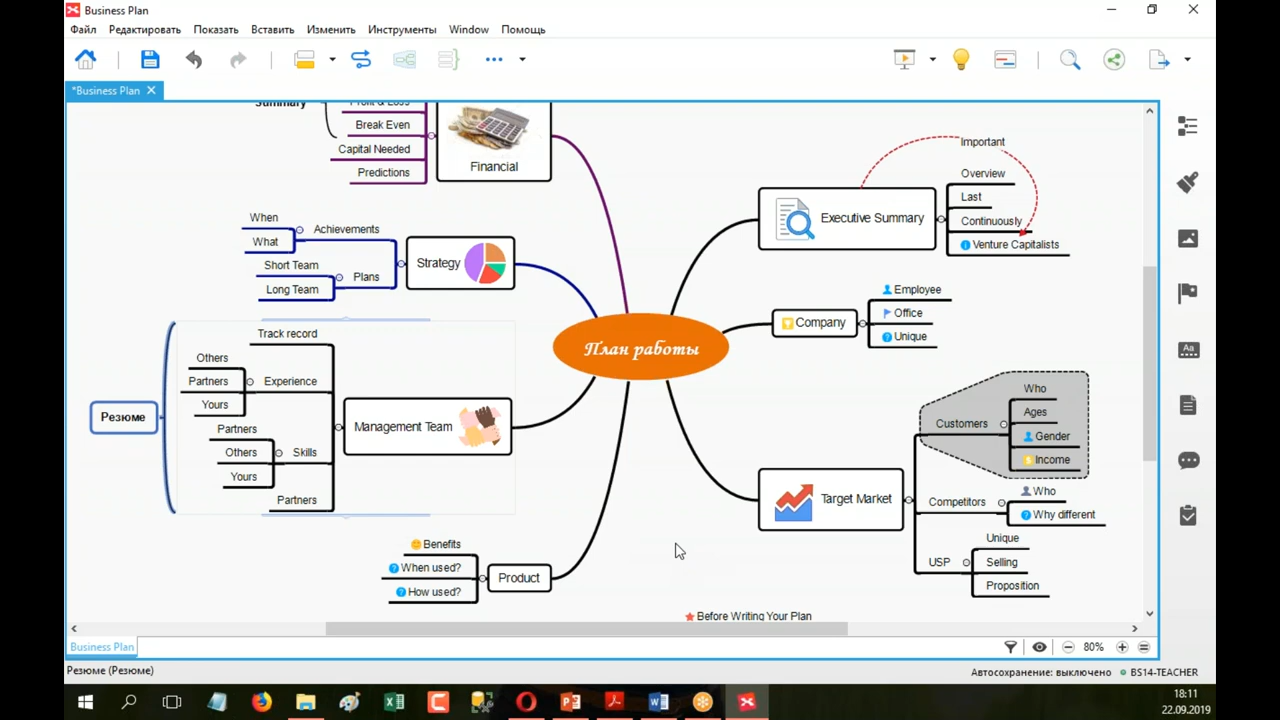 Business Plan
Файл Редактировать Показать Вставить Изменить Инструменты Window Помощь
*Business Plan
Summary
Profit & Loss
Break Even
Capital Needed
Predictions
Financial
Important
Overview
Last
Continuously
Venture Capitalists
Executive Summary
When
What
Achievements
Short Team
Long Team
Plans
Strategy
Employee
Office
Unique
Company
План работы
Track record
Others
Partners
Yours
Experience
Резюме
Partners
Others
Yours
Skills
Partners
Management Team
Who
Ages
Gender
Income
Customers
Target Market
Competitors
Who
Why different
Unique
Selling
Proposition
USP
Benefits
When used?
How used?
Product
Before Writing Your Plan
Business Plan
80%
Резюме (Резюме)
Автосохранение: выключено
BS14-TEACHER
18:11
22.09.2019